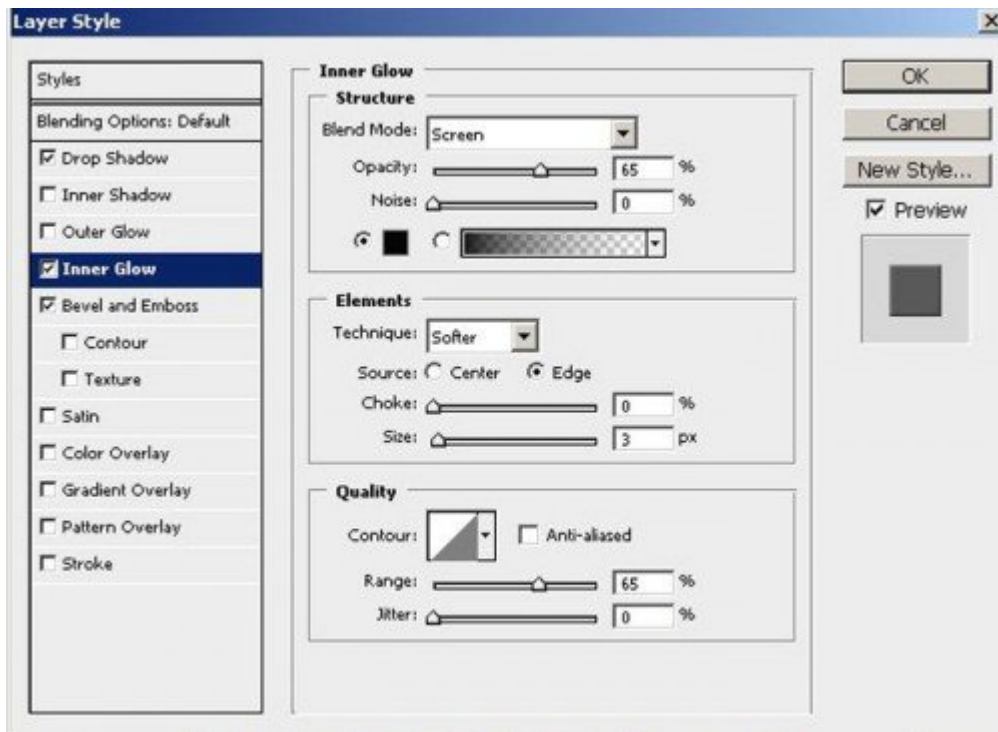 Layer Style
Styles
Blending Options: Default
Drop Shadow
Inner Shadow
Outer Glow
Inner Glow
Bevel and Emboss
Contour
Texture
Satin
Color Overlay
Gradient Overlay
Pattern Overlay
Stroke
Inner Glow
Structure
Blend Mode: Screen
Opacity: 65 %
Noise: 0 %
Elements
Technique: Softer
Source: Center Edge
Choke: 0 %
Size: 3 px
Quality
Contour: Anti-aliased
Range: 65 %
Jitter: 0 %
OK
Cancel
New Style...
Preview